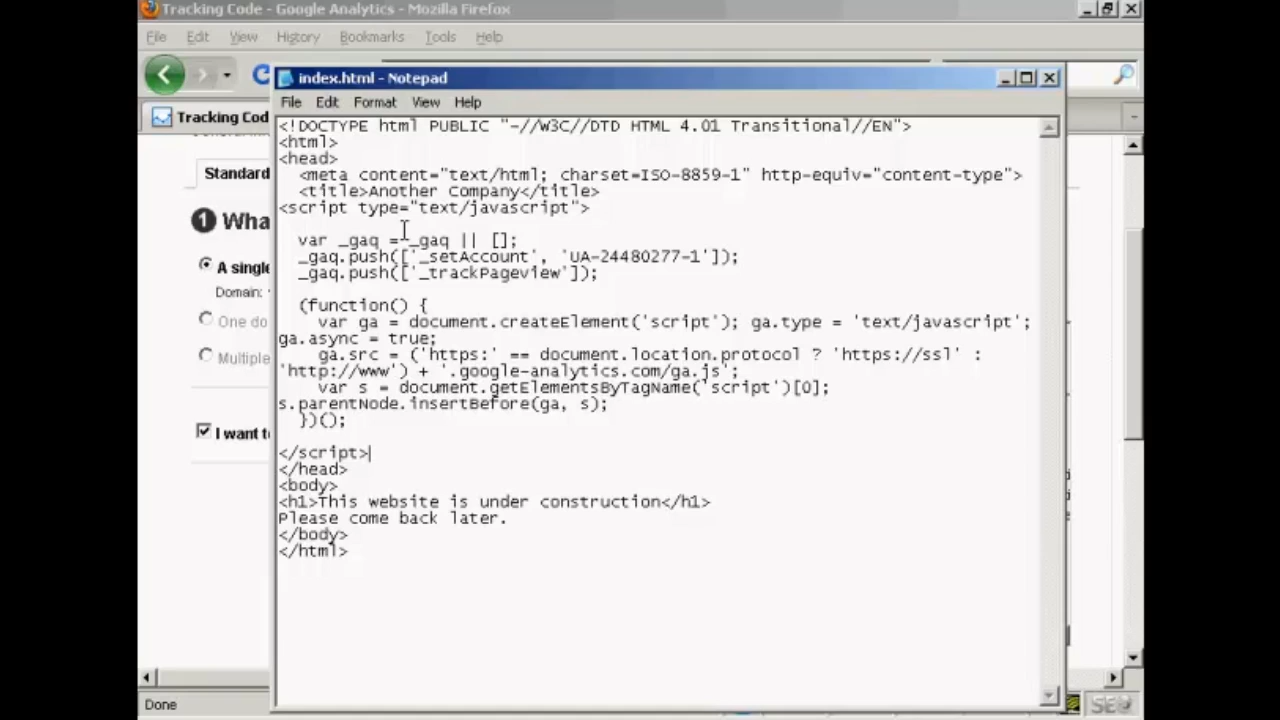 Tracking Code - Google Analytics - Mozilla Firefox
File Edit View History Bookmarks Tools Help
index.html - Notepad
File Edit Format View Help
Tracking Cod
Standard
1 Wha
A single
Domain:
One do
Multiple
I want to
<!DOCTYPE html PUBLIC "-//W3C//DTD HTML 4.01 Transitional//EN">
<html>
<head>
<meta content="text/html; charset=ISO-8859-1" http-equiv="content-type">
<title>Another Company</title>
<script type="text/javascript">
var _gaq = _gaq || [];
_gaq.push(['_setAccount', 'UA-24480277-1']);
_gaq.push(['_trackPageview']);
(function() {
var ga = document.createElement('script'); ga.type = 'text/javascript';
ga.async = true;
ga.src = ('https:' == document.location.protocol ? 'https://ssl' :
'http://www') + '.google-analytics.com/ga.js';
var s = document.getElementsByTagName('script')[0];
s.parentNode.insertBefore(ga, s);
})();
</script>
</head>
<body>
<h1>This website is under construction</h1>
Please come back later.
</body>
</html>
Done
SEO